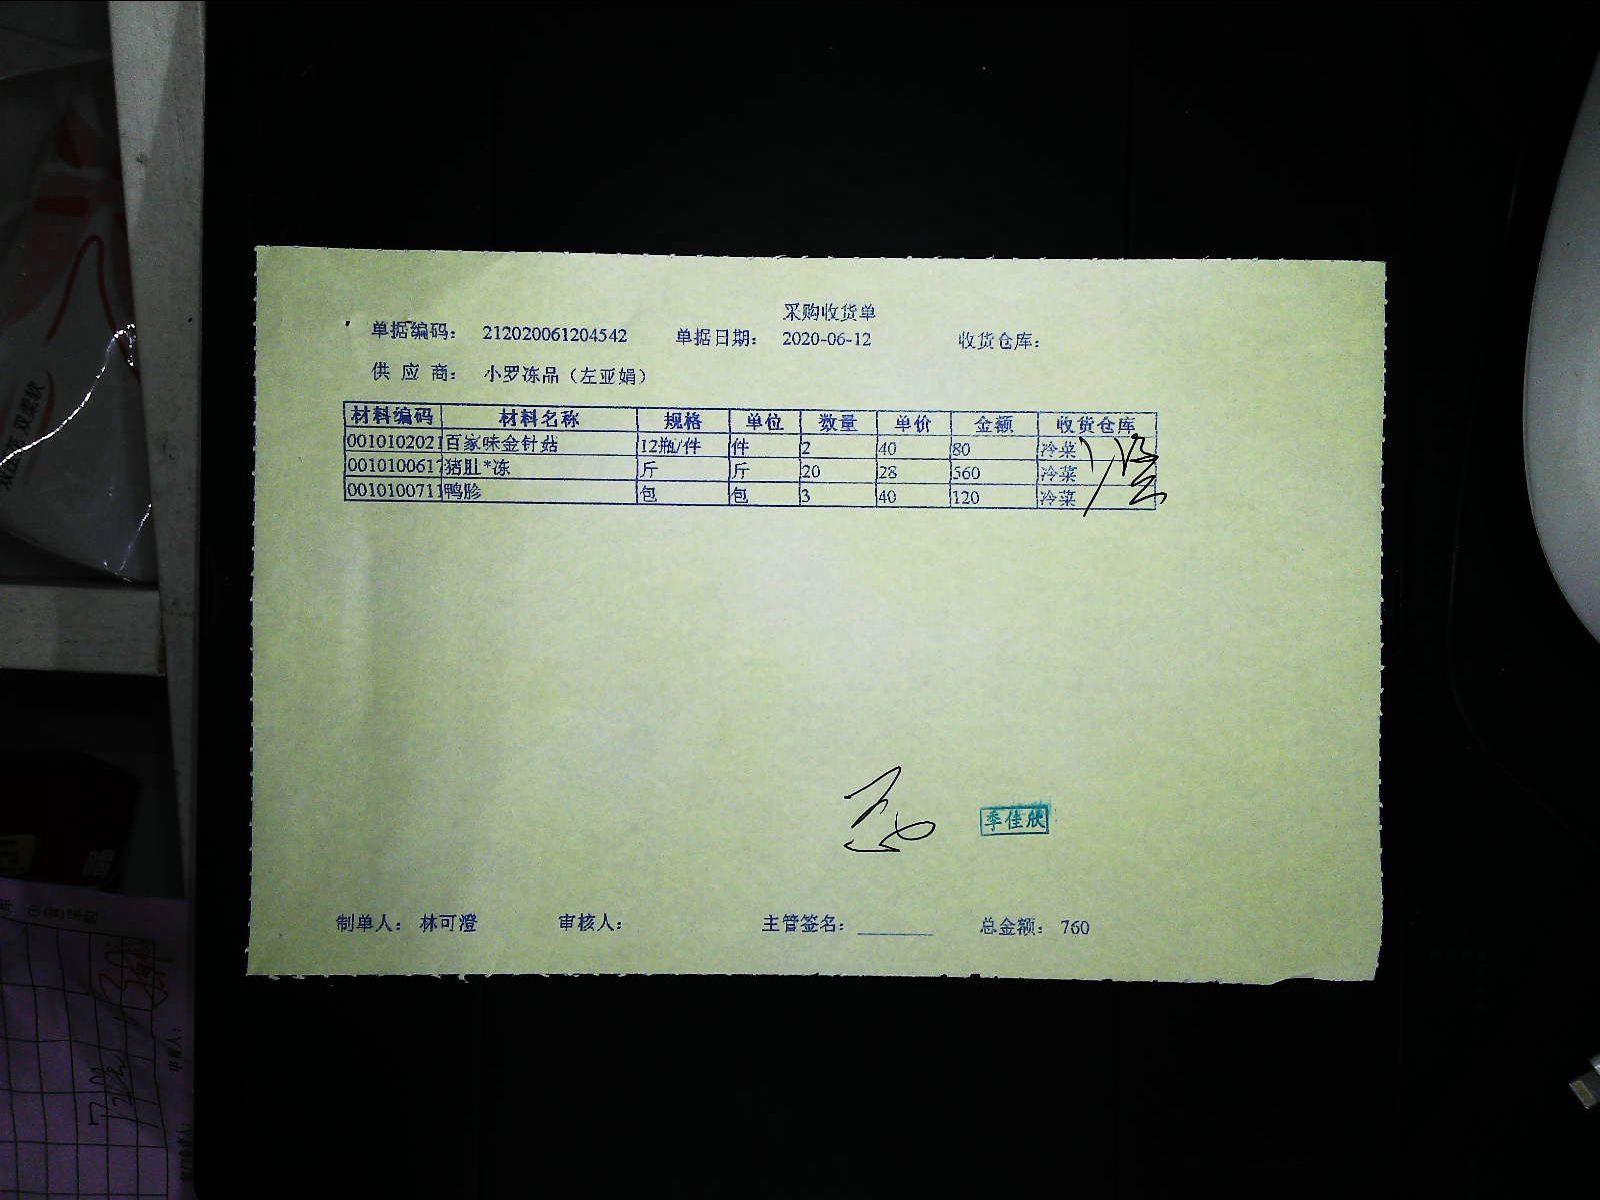 采购收货单
单据编码： 212020061204542 单据日期： 2020-06-12 收货仓库：
供 应 商： 小罗冻品（左亚娟）
材料编码 材料名称 规格 单位 数量 单价 金额 收货仓库
0010102021 百家味金针菇 12瓶/件 件 2 40 80 冷菜
0010100617 猪肚*冻 斤 斤 20 28 560 冷菜
0010100711 鸭胗 包 包 3 40 120 冷菜
季佳欣
制单人： 林可澄 审核人： 主管签名： 总金额： 760
双柔软